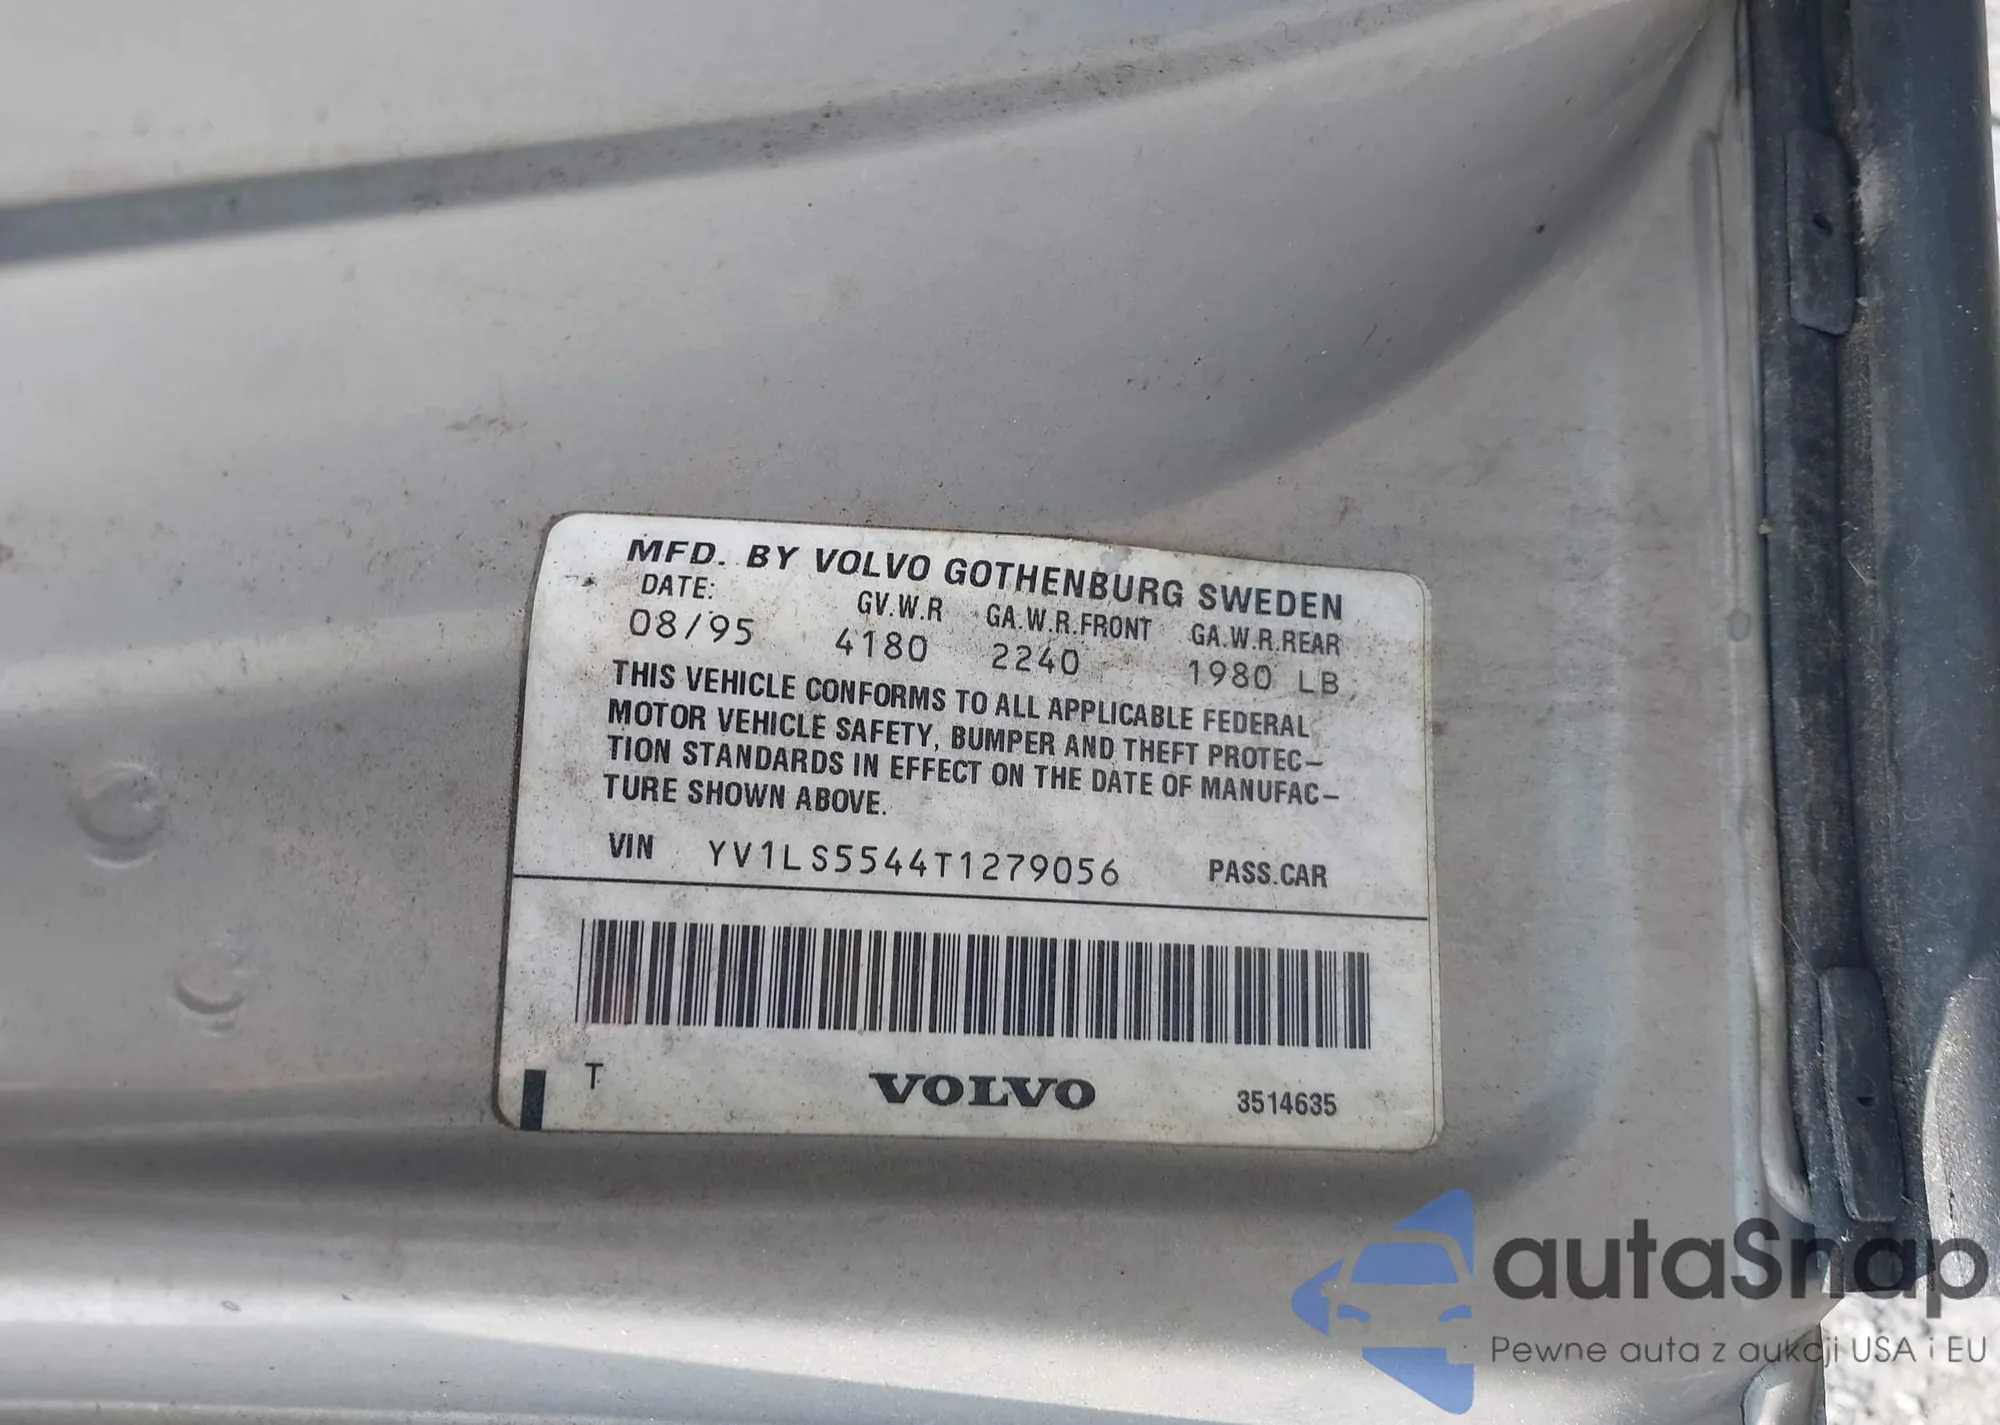 MFD. BY VOLVO GOTHENBURG SWEDEN
DATE: GV.W.R GA.W.R.FRONT GA.W.R.REAR
08/95 4180 2240 1980 LB
THIS VEHICLE CONFORMS TO ALL APPLICABLE FEDERAL
MOTOR VEHICLE SAFETY, BUMPER AND THEFT PROTEC–
TION STANDARDS IN EFFECT ON THE DATE OF MANUFAC–
TURE SHOWN ABOVE.
VIN YV1LS5544T1279056 PASS.CAR
T VOLVO 3514635
autaSnap
Pewne auta z aukcji USA i EU